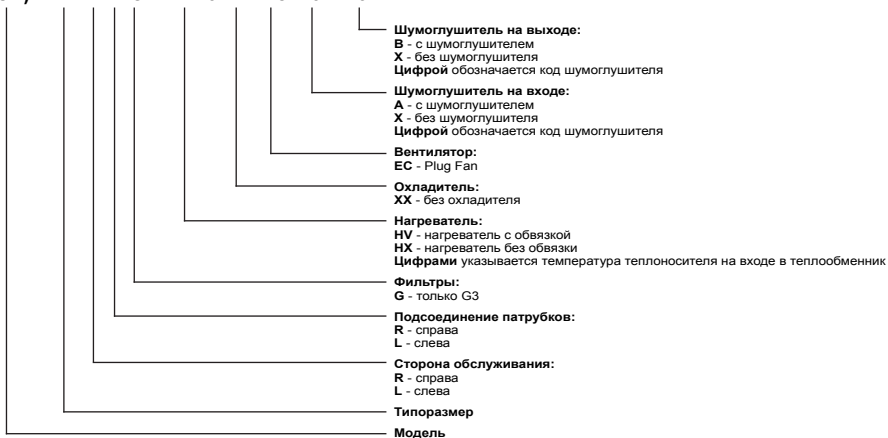 Шумоглушитель на выходе:
B - с шумоглушителем
X - без шумоглушителя
Цифрой обозначается код шумоглушителя
Шумоглушитель на входе:
A - с шумоглушителем
X - без шумоглушителя
Цифрой обозначается код шумоглушителя
Вентилятор:
EC - Plug Fan
Охладитель:
XX - без охладителя
Нагреватель:
HV - нагреватель с обвязкой
HX - нагреватель без обвязки
Цифрами указывается температура теплоносителя на входе в теплообменник
Фильтры:
G - только G3
Подсоединение патрубков:
R - справа
L - слева
Сторона обслуживания:
R - справа
L - слева
Типоразмер
Модель